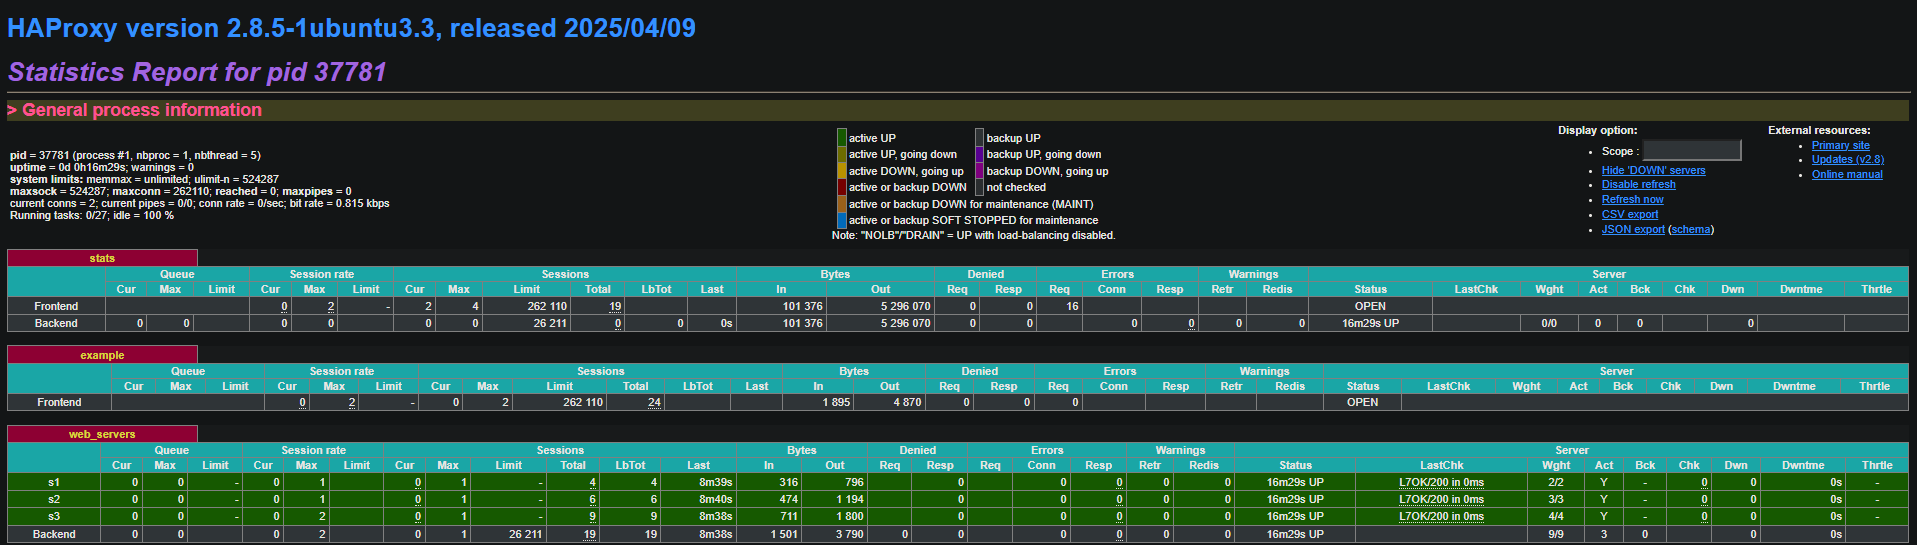 HAProxy version 2.8.5-1ubuntu3.3, released 2025/04/09
Statistics Report for pid 37781
> General process information
pid = 37781 (process #1, nbproc = 1, nbthread = 5)
uptime = 0d 0h16m29s; warnings = 0
system limits: memmax = unlimited; ulimit-n = 524287
maxsock = 524287; maxconn = 262110; reached = 0; maxpipes = 0
current conns = 2; current pipes = 0/0; conn rate = 0/sec; bit rate = 0.815 kbps
Running tasks: 0/27; idle = 100 %
active UP backup UP
active UP, going down backup UP, going down
active DOWN, going up backup DOWN, going up
active or backup DOWN not checked
active or backup DOWN for maintenance (MAINT)
active or backup SOFT STOPPED for maintenance
Note: "NOLB"/"DRAIN" = UP with load-balancing disabled.
Display option:
Scope :
Hide 'DOWN' servers
Disable refresh
Refresh now
CSV export
JSON export (schema)
External resources:
Primary site
Updates (v2.8)
Online manual
stats
Queue Session rate Sessions Bytes Denied Errors Warnings Server
Cur Max Limit Cur Max Limit Cur Max Limit Total LbTot Last In Out Req Resp Req Conn Resp Retr Redis Status LastChk Wght Act Bck Chk Dwn Dwntme Thrtle
Frontend 0 2 - 2 4 262 110 19 101 376 5 296 070 0 0 16 OPEN
Backend 0 0 0 0 0 0 26 211 0 0 0s 101 376 5 296 070 0 0 0 0 0 0 16m29s UP 0/0 0 0 0
example
Queue Session rate Sessions Bytes Denied Errors Warnings Server
Cur Max Limit Cur Max Limit Cur Max Limit Total LbTot Last In Out Req Resp Req Conn Resp Retr Redis Status LastChk Wght Act Bck Chk Dwn Dwntme Thrtle
Frontend 0 2 - 0 2 262 110 24 1 895 4 870 0 0 0 OPEN
web_servers
Queue Session rate Sessions Bytes Denied Errors Warnings Server
Cur Max Limit Cur Max Limit Cur Max Limit Total LbTot Last In Out Req Resp Req Conn Resp Retr Redis Status LastChk Wght Act Bck Chk Dwn Dwntme Thrtle
s1 0 0 - 0 1 0 1 - 4 4 8m39s 316 796 0 0 0 0 0 16m29s UP L7OK/200 in 0ms 2/2 Y - 0 0 0s -
s2 0 0 - 0 1 0 1 - 6 6 8m40s 474 1 194 0 0 0 0 0 16m29s UP L7OK/200 in 0ms 3/3 Y - 0 0 0s -
s3 0 0 - 0 2 0 1 - 9 9 8m38s 711 1 800 0 0 0 0 0 16m29s UP L7OK/200 in 0ms 4/4 Y - 0 0 0s -
Backend 0 0 0 2 0 1 26 211 19 19 8m38s 1 501 3 790 0 0 0 0 0 0 16m29s UP 9/9 3 0 0 0s